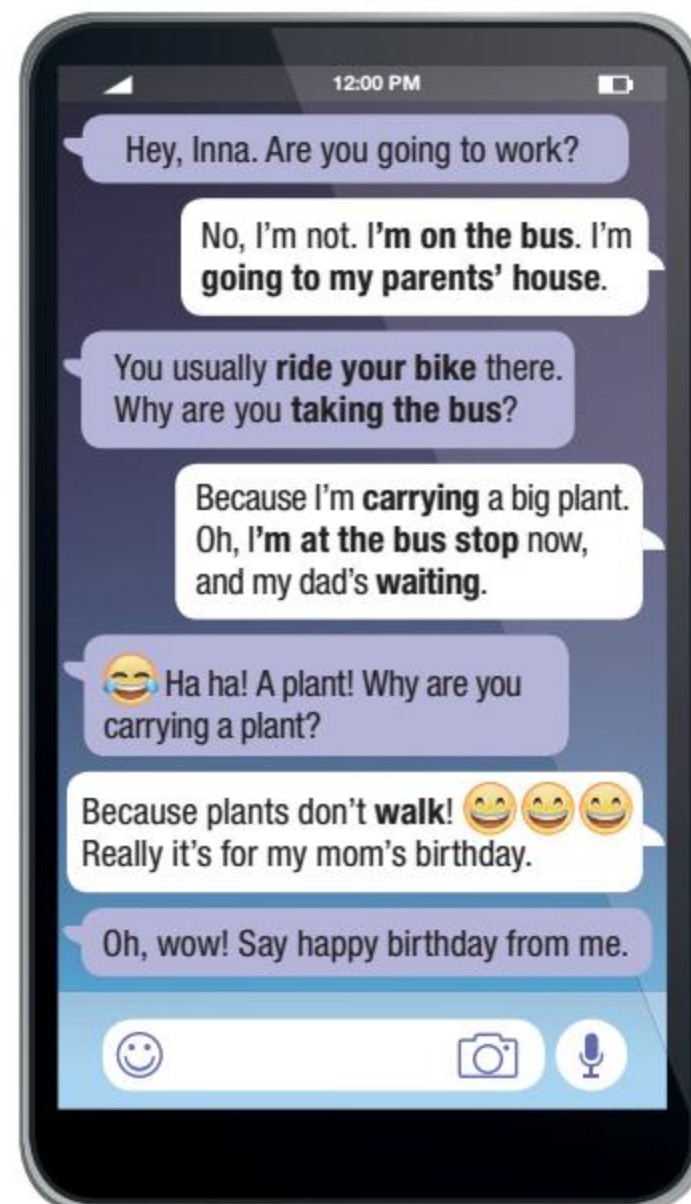 12:00 PM
Hey, Inna. Are you going to work?
No, I'm not. I'm on the bus. I'm
going to my parents' house.
You usually ride your bike there.
Why are you taking the bus?
Because I'm carrying a big plant.
Oh, I'm at the bus stop now,
and my dad's waiting.
😂 Ha ha! A plant! Why are you
carrying a plant?
Because plants don't walk! 😄😄😄
Really it's for my mom's birthday.
Oh, wow! Say happy birthday from me.